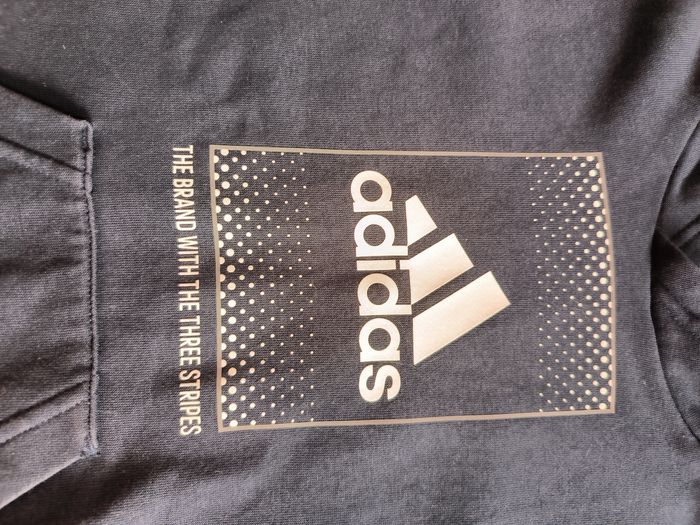 adidas
THE BRAND WITH THE THREE STRIPES